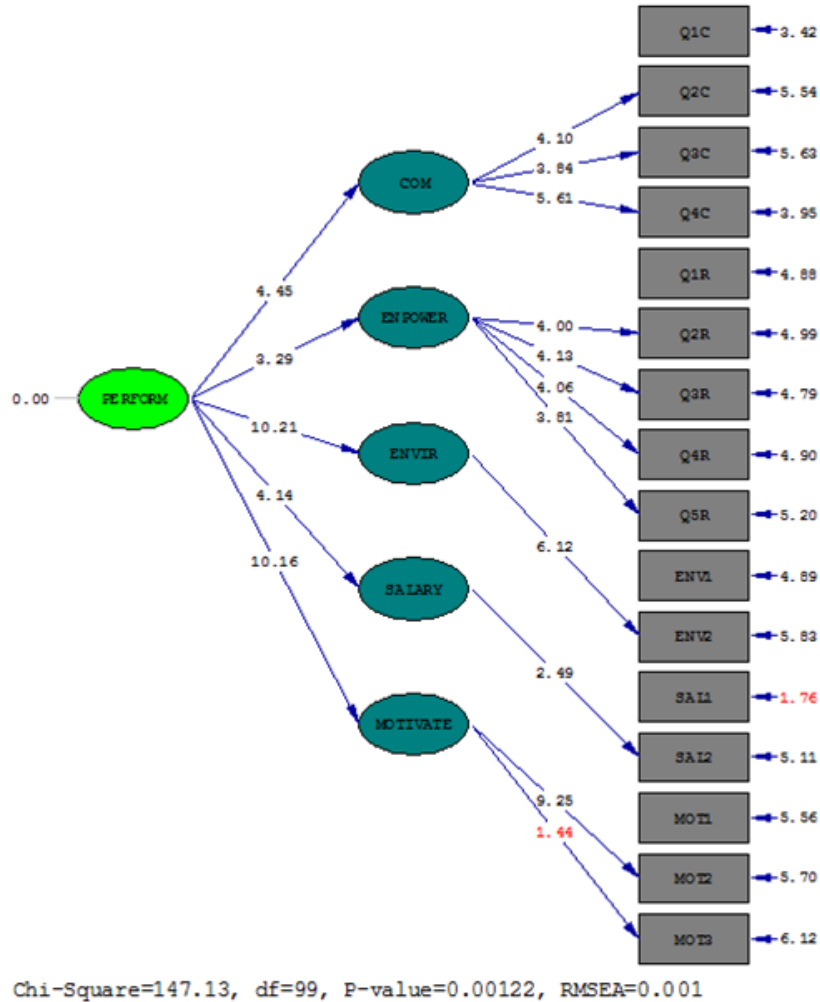 Q1C 3.42
Q2C 5.54
4.10
3.84 Q3C 5.63
COM
5.61 Q4C 3.95
Q1R 4.88
4.45
ENPOWER 4.00 Q2R 4.99
3.29 4.13
4.06 Q3R 4.79
0.00 PERFORM
3.81
10.21 ENVIR Q4R 4.90
4.14 Q5R 5.20
6.12
10.16 ENV1 4.89
SALARY
ENV2 5.83
2.49
SAL1 1.76
MOTIVATE
SAL2 5.11
9.25
MOT1 5.56
1.44
MOT2 5.70
MOT3 6.12
Chi-Square=147.13, df=99, P-value=0.00122, RMSEA=0.001